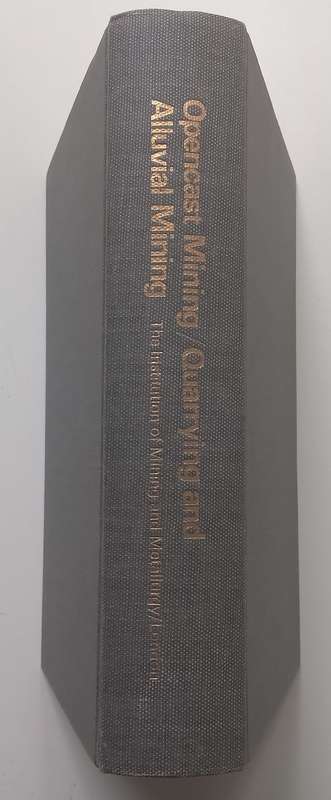 Opencast Mining / Quarrying and
Alluvial Mining
The Institution of Mining and Metallurgy/London